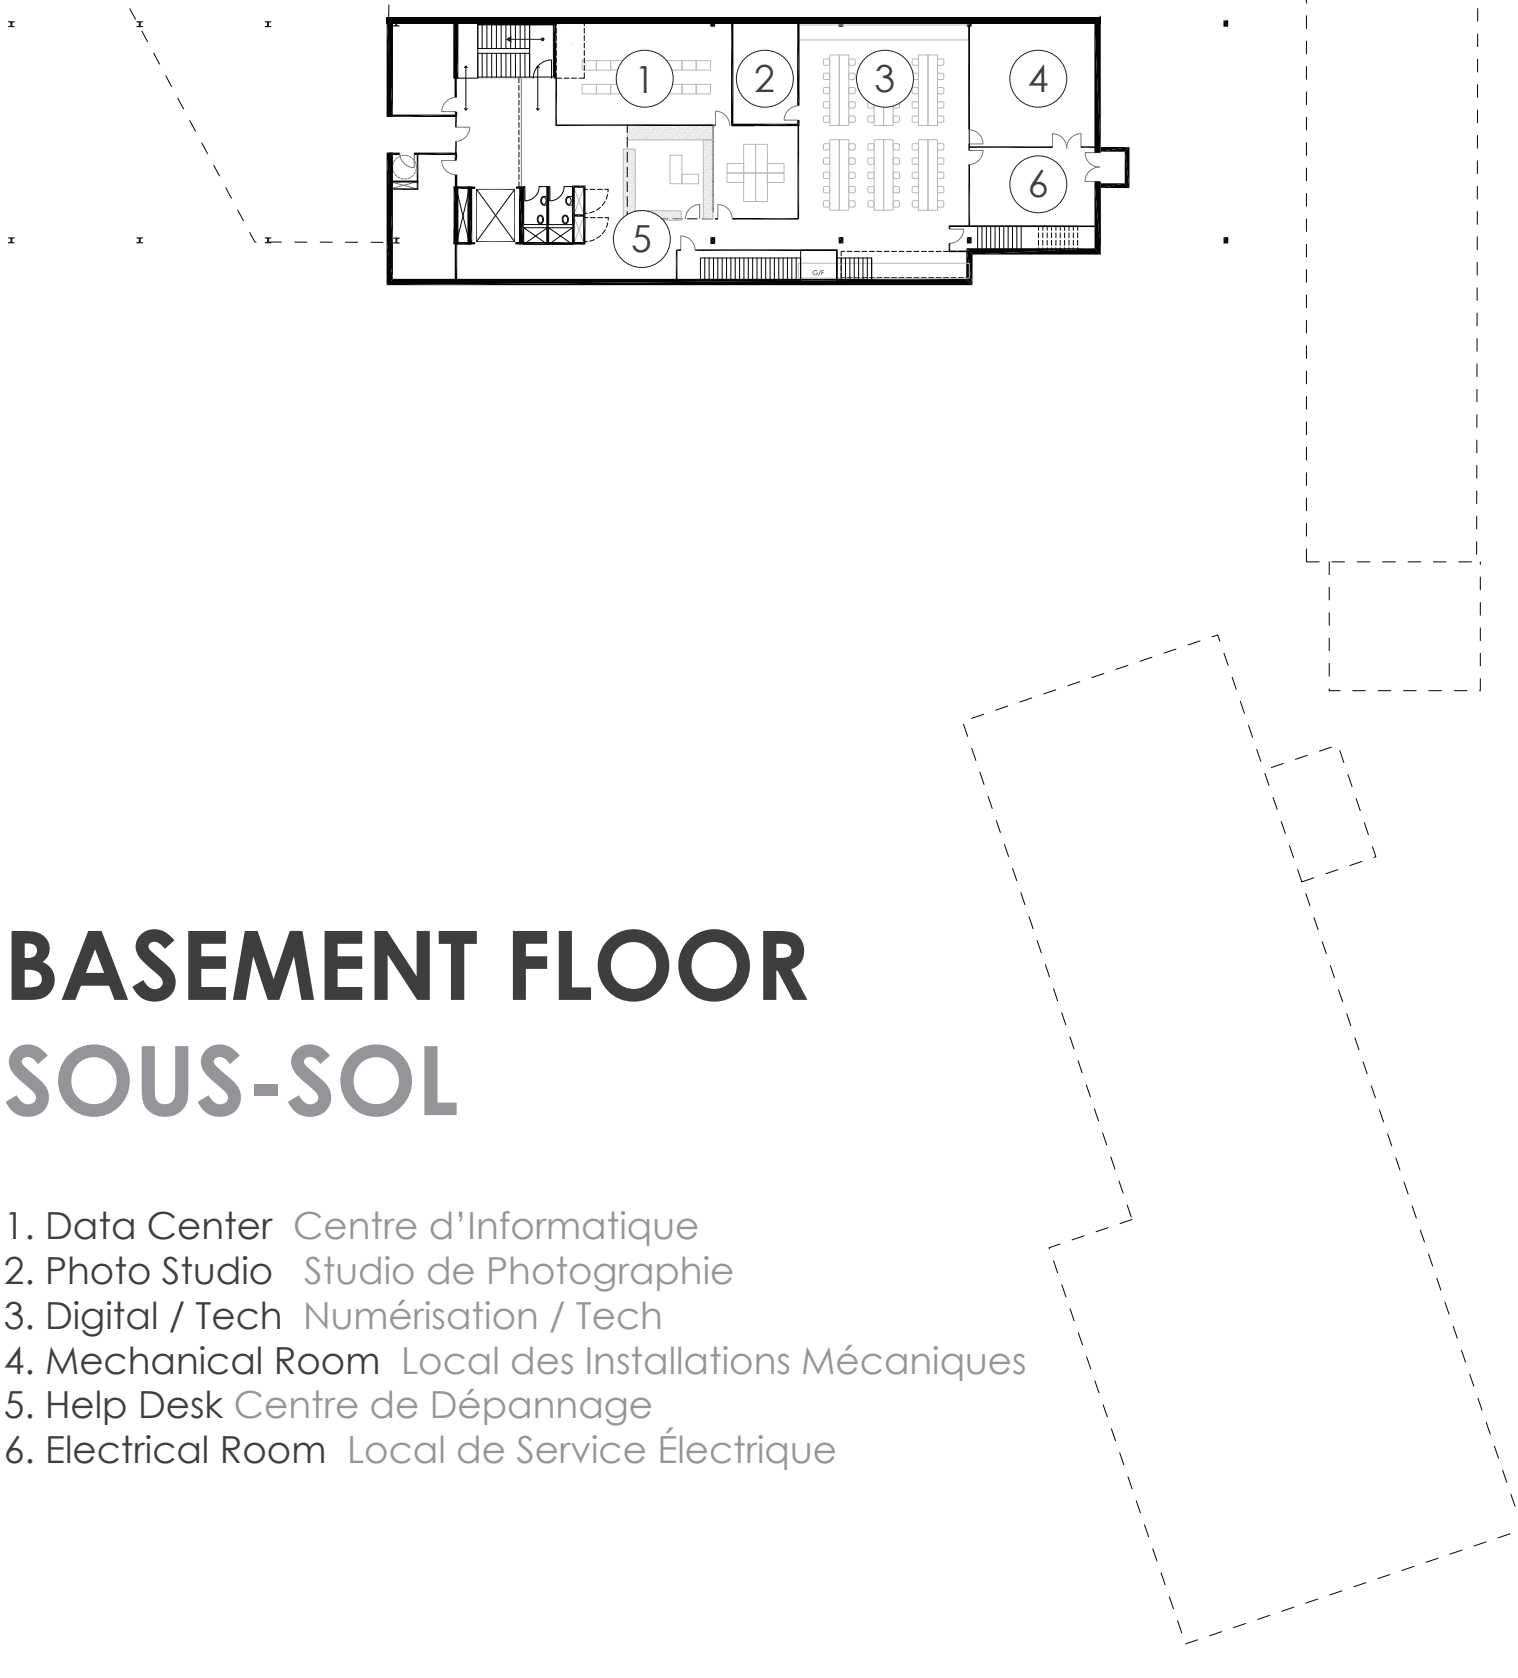 1
2
3
4
6
5
G/F
BASEMENT FLOOR
SOUS-SOL
1. Data Center Centre d’Informatique
2. Photo Studio Studio de Photographie
3. Digital / Tech Numérisation / Tech
4. Mechanical Room Local des Installations Mécaniques
5. Help Desk Centre de Dépannage
6. Electrical Room Local de Service Électrique